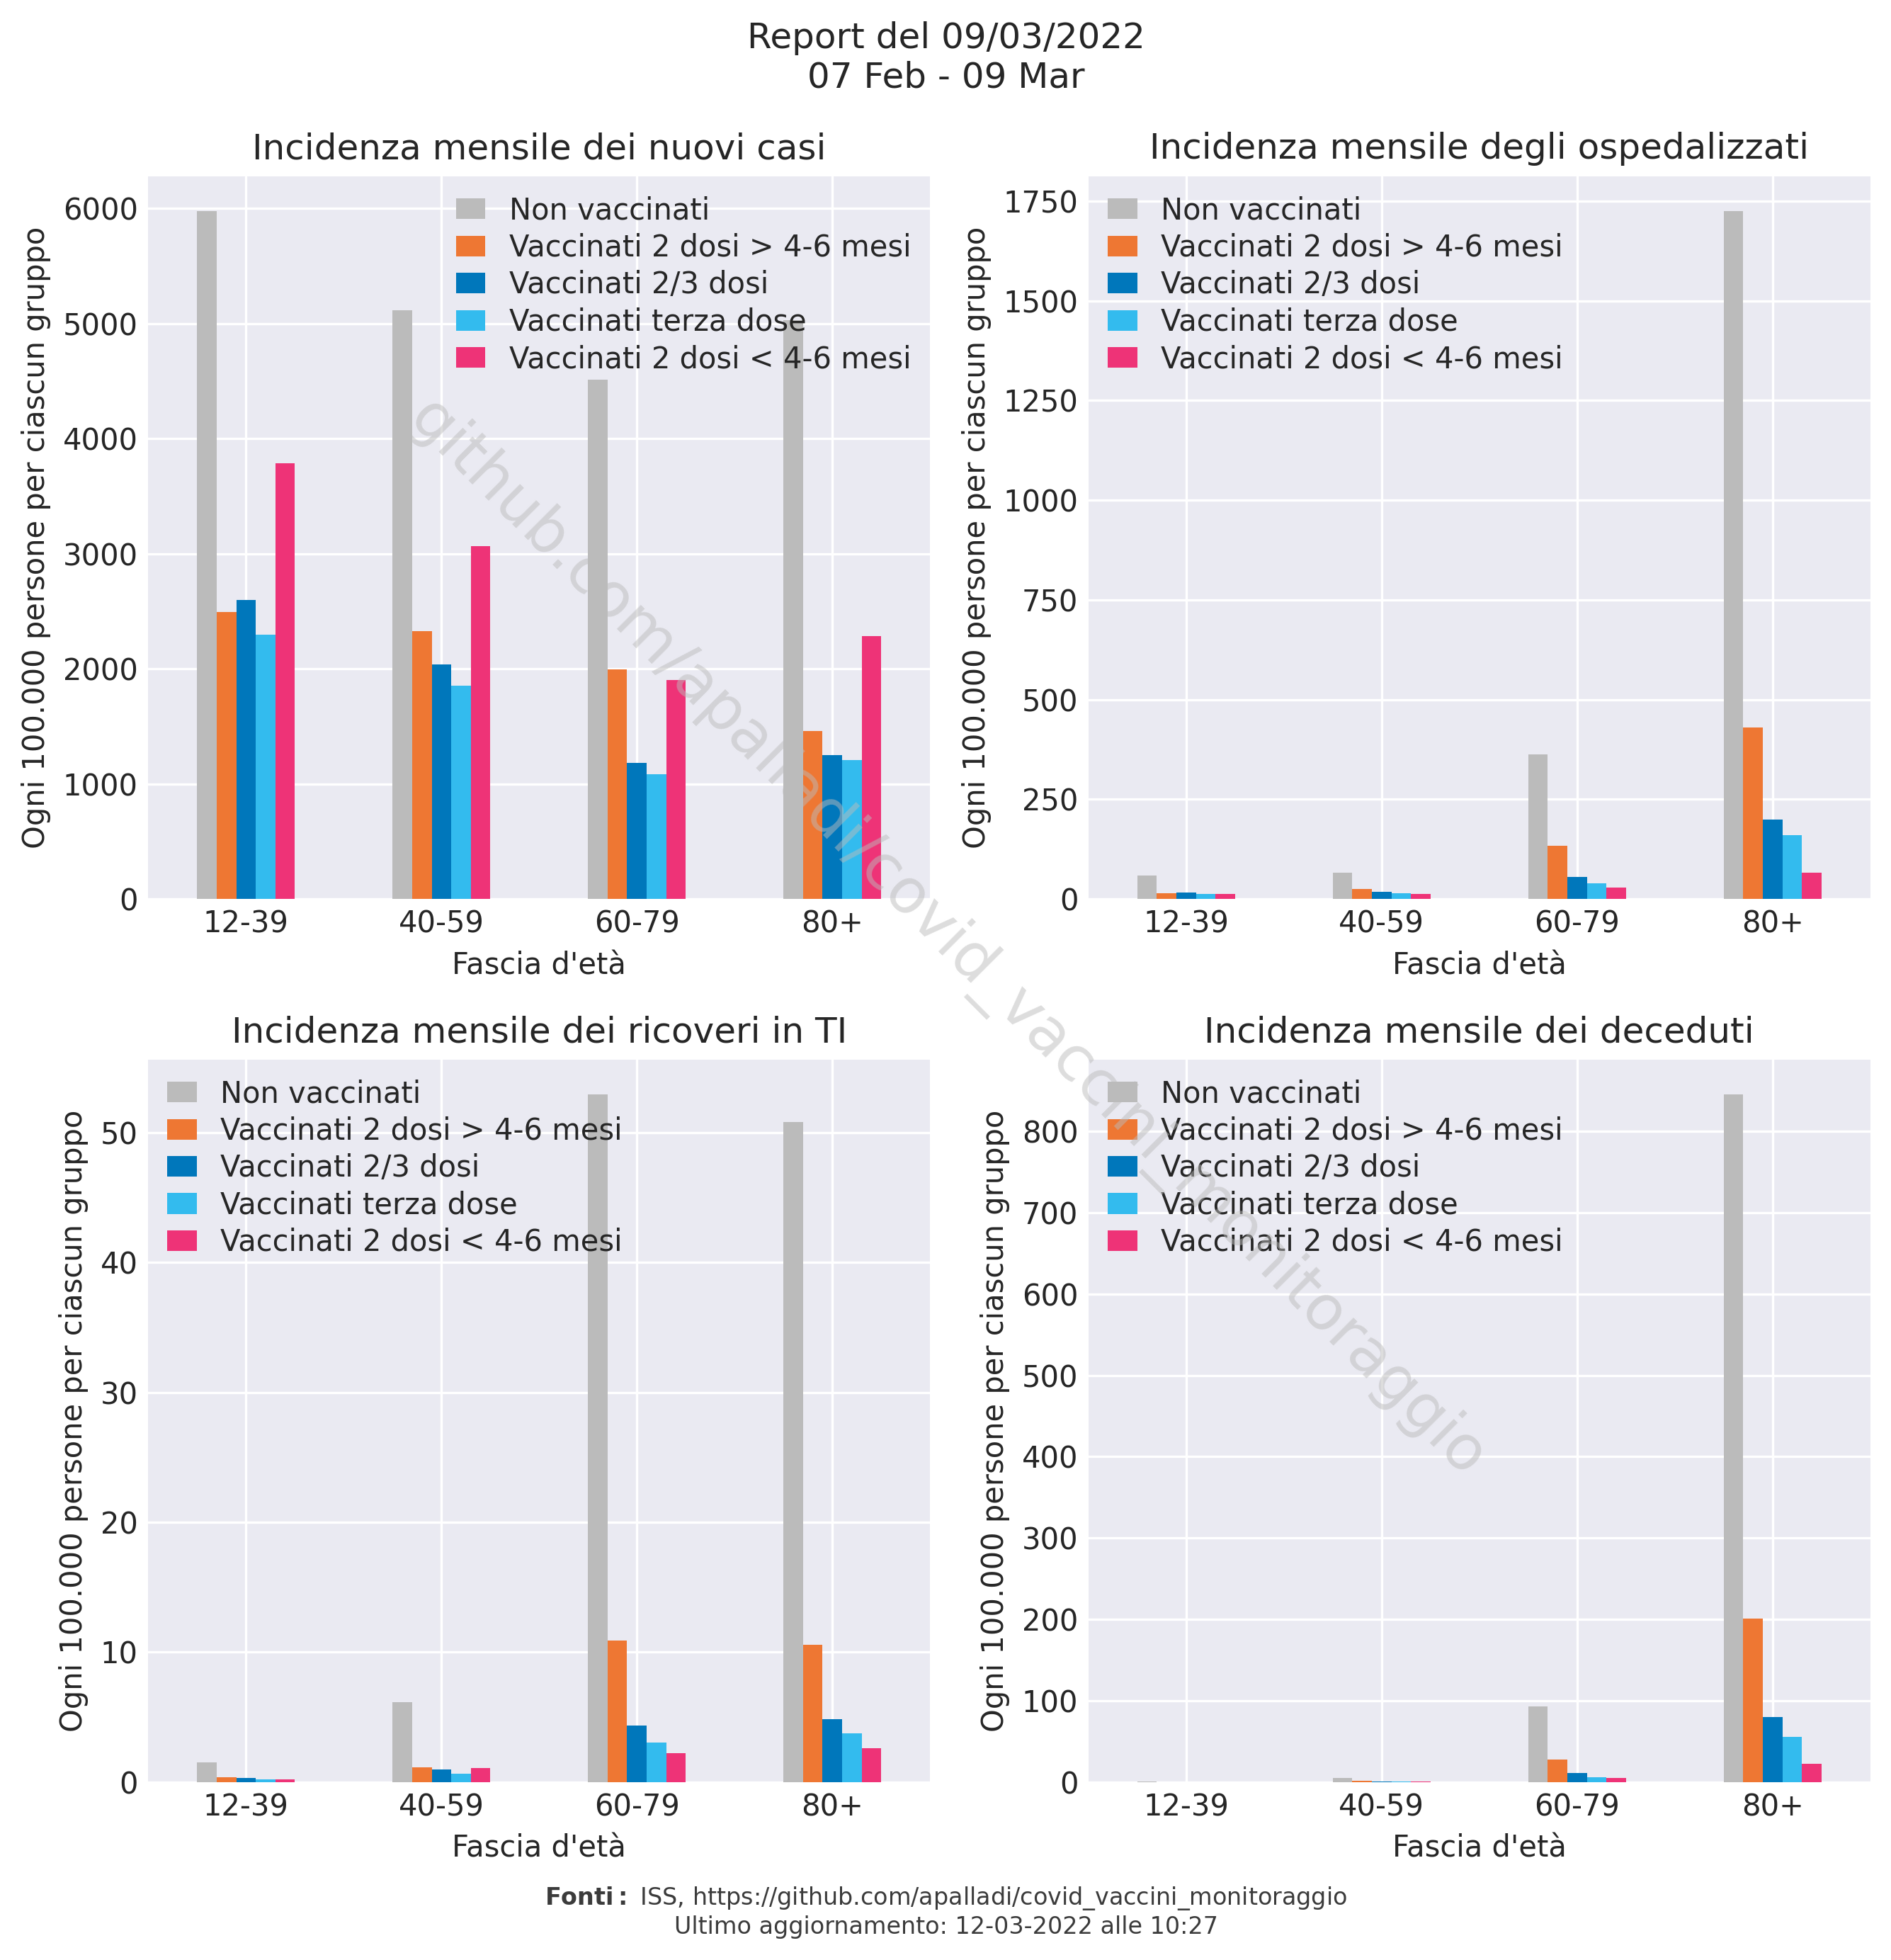 Report del 09/03/2022
07 Feb - 09 Mar
Incidenza mensile dei nuovi casi
Ogni 100.000 persone per ciascun gruppo
6000
5000
4000
3000
2000
1000
0
Non vaccinati
Vaccinati 2 dosi > 4-6 mesi
Vaccinati 2/3 dosi
Vaccinati terza dose
Vaccinati 2 dosi < 4-6 mesi
12-39 40-59 60-79 80+
Fascia d'età
Incidenza mensile degli ospedalizzati
Ogni 100.000 persone per ciascun gruppo
1750
1500
1250
1000
750
500
250
0
Non vaccinati
Vaccinati 2 dosi > 4-6 mesi
Vaccinati 2/3 dosi
Vaccinati terza dose
Vaccinati 2 dosi < 4-6 mesi
12-39 40-59 60-79 80+
Fascia d'età
Incidenza mensile dei ricoveri in TI
Ogni 100.000 persone per ciascun gruppo
50
40
30
20
10
0
Non vaccinati
Vaccinati 2 dosi > 4-6 mesi
Vaccinati 2/3 dosi
Vaccinati terza dose
Vaccinati 2 dosi < 4-6 mesi
12-39 40-59 60-79 80+
Fascia d'età
Incidenza mensile dei deceduti
Ogni 100.000 persone per ciascun gruppo
800
700
600
500
400
300
200
100
0
Non vaccinati
Vaccinati 2 dosi > 4-6 mesi
Vaccinati 2/3 dosi
Vaccinati terza dose
Vaccinati 2 dosi < 4-6 mesi
12-39 40-59 60-79 80+
Fascia d'età
github.com/apalladi/covid_vaccini_monitoraggio
Fonti: ISS, https://github.com/apalladi/covid_vaccini_monitoraggio
Ultimo aggiornamento: 12-03-2022 alle 10:27